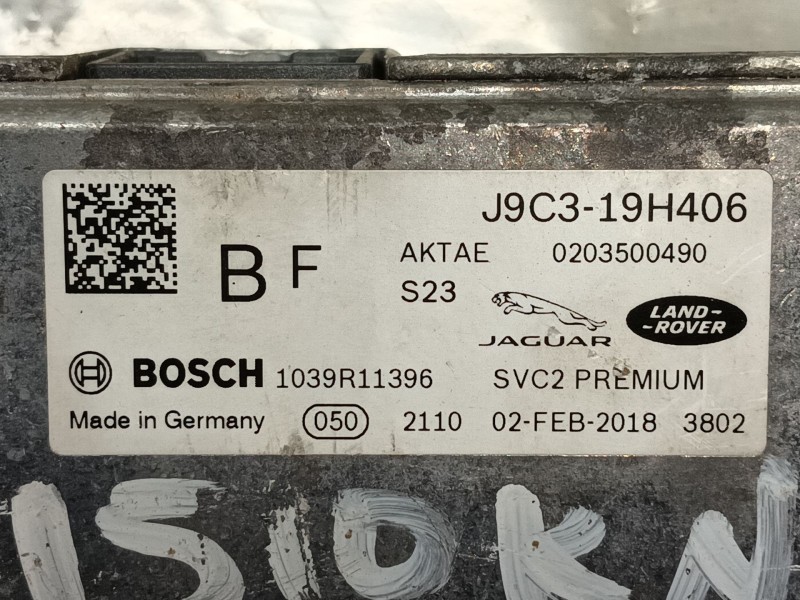 J9C3-19H406
B F AKTAE 0203500490
S23
JAGUAR LAND-
-ROVER
BOSCH 1039R11396 SVC2 PREMIUM
Made in Germany 050 2110 02-FEB-2018 3802